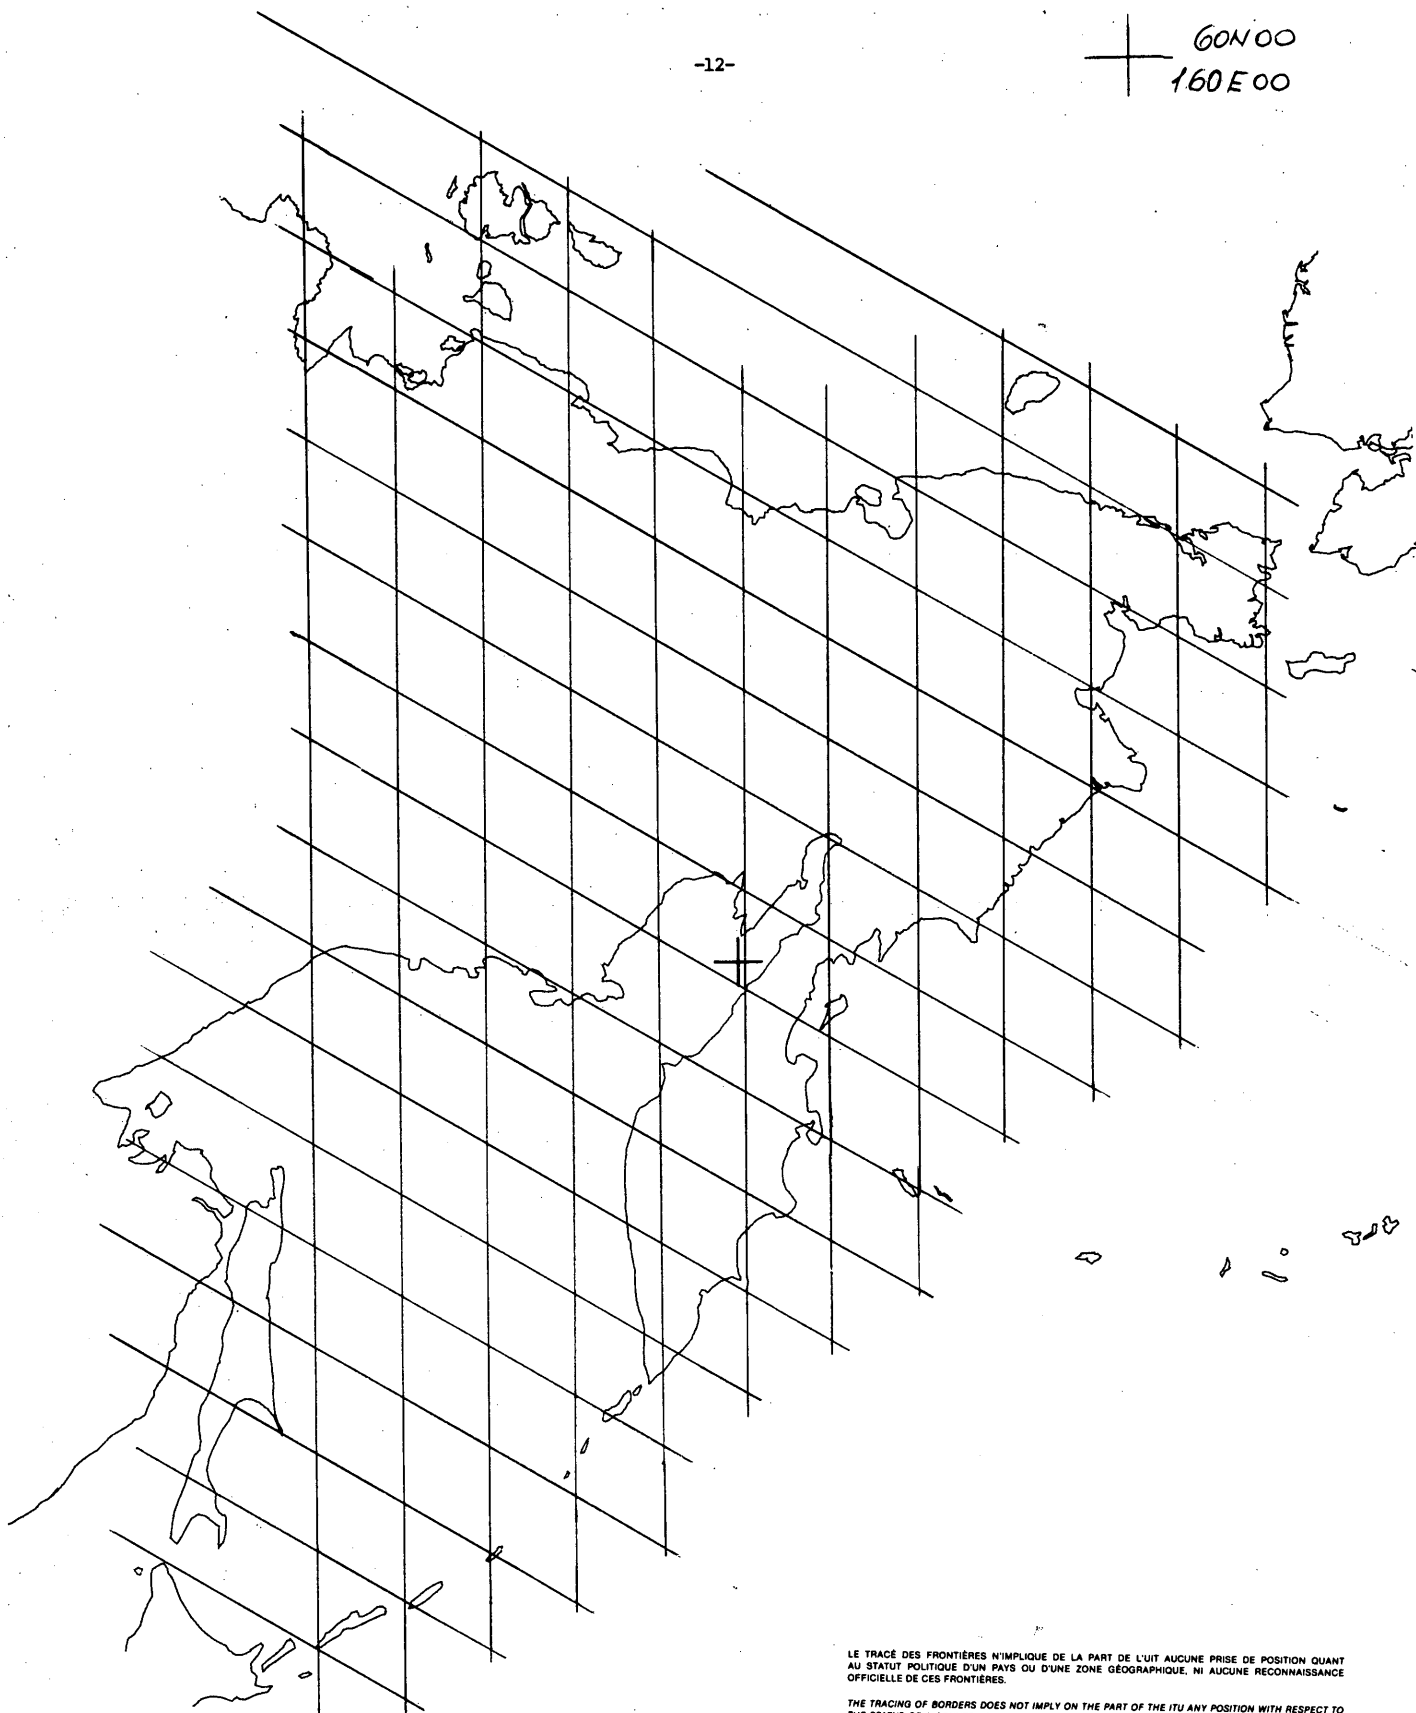 -12-
60N00
160E00
LE TRACÉ DES FRONTIÈRES N'IMPLIQUE DE LA PART DE L'UIT AUCUNE PRISE DE POSITION QUANT
AU STATUT POLITIQUE D'UN PAYS OU D'UNE ZONE GÉOGRAPHIQUE, NI AUCUNE RECONNAISSANCE
OFFICIELLE DE CES FRONTIÈRES.
THE TRACING OF BORDERS DOES NOT IMPLY ON THE PART OF THE ITU ANY POSITION WITH RESPECT TO